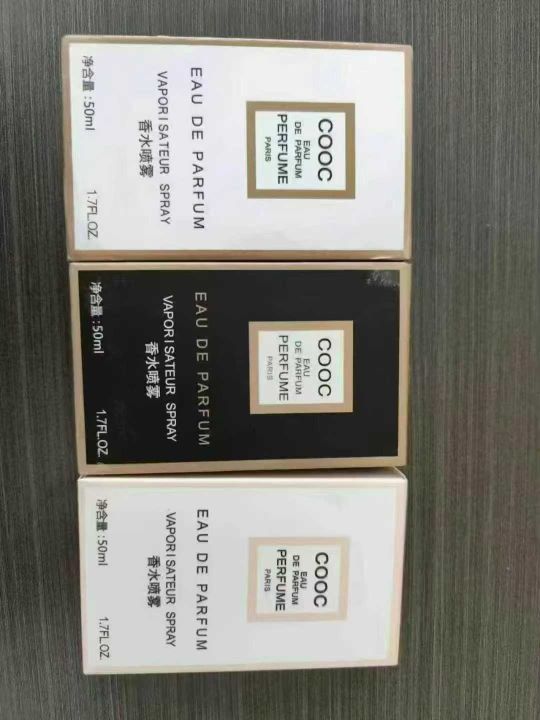 COOC
EAU
DE PARFUM
PERFUME
PARIS
EAU DE PARFUM
VAPORISATEUR SPRAY
香水喷雾
净含量:50ml
1.7FL.OZ.
COOC
EAU
DE PARFUM
PERFUME
PARIS
EAU DE PARFUM
VAPORISATEUR SPRAY
香水喷雾
净含量:50ml
1.7FL.OZ.
COOC
EAU
DE PARFUM
PERFUME
PARIS
EAU DE PARFUM
VAPORISATEUR SPRAY
香水喷雾
净含量:50ml
1.7FL.OZ.